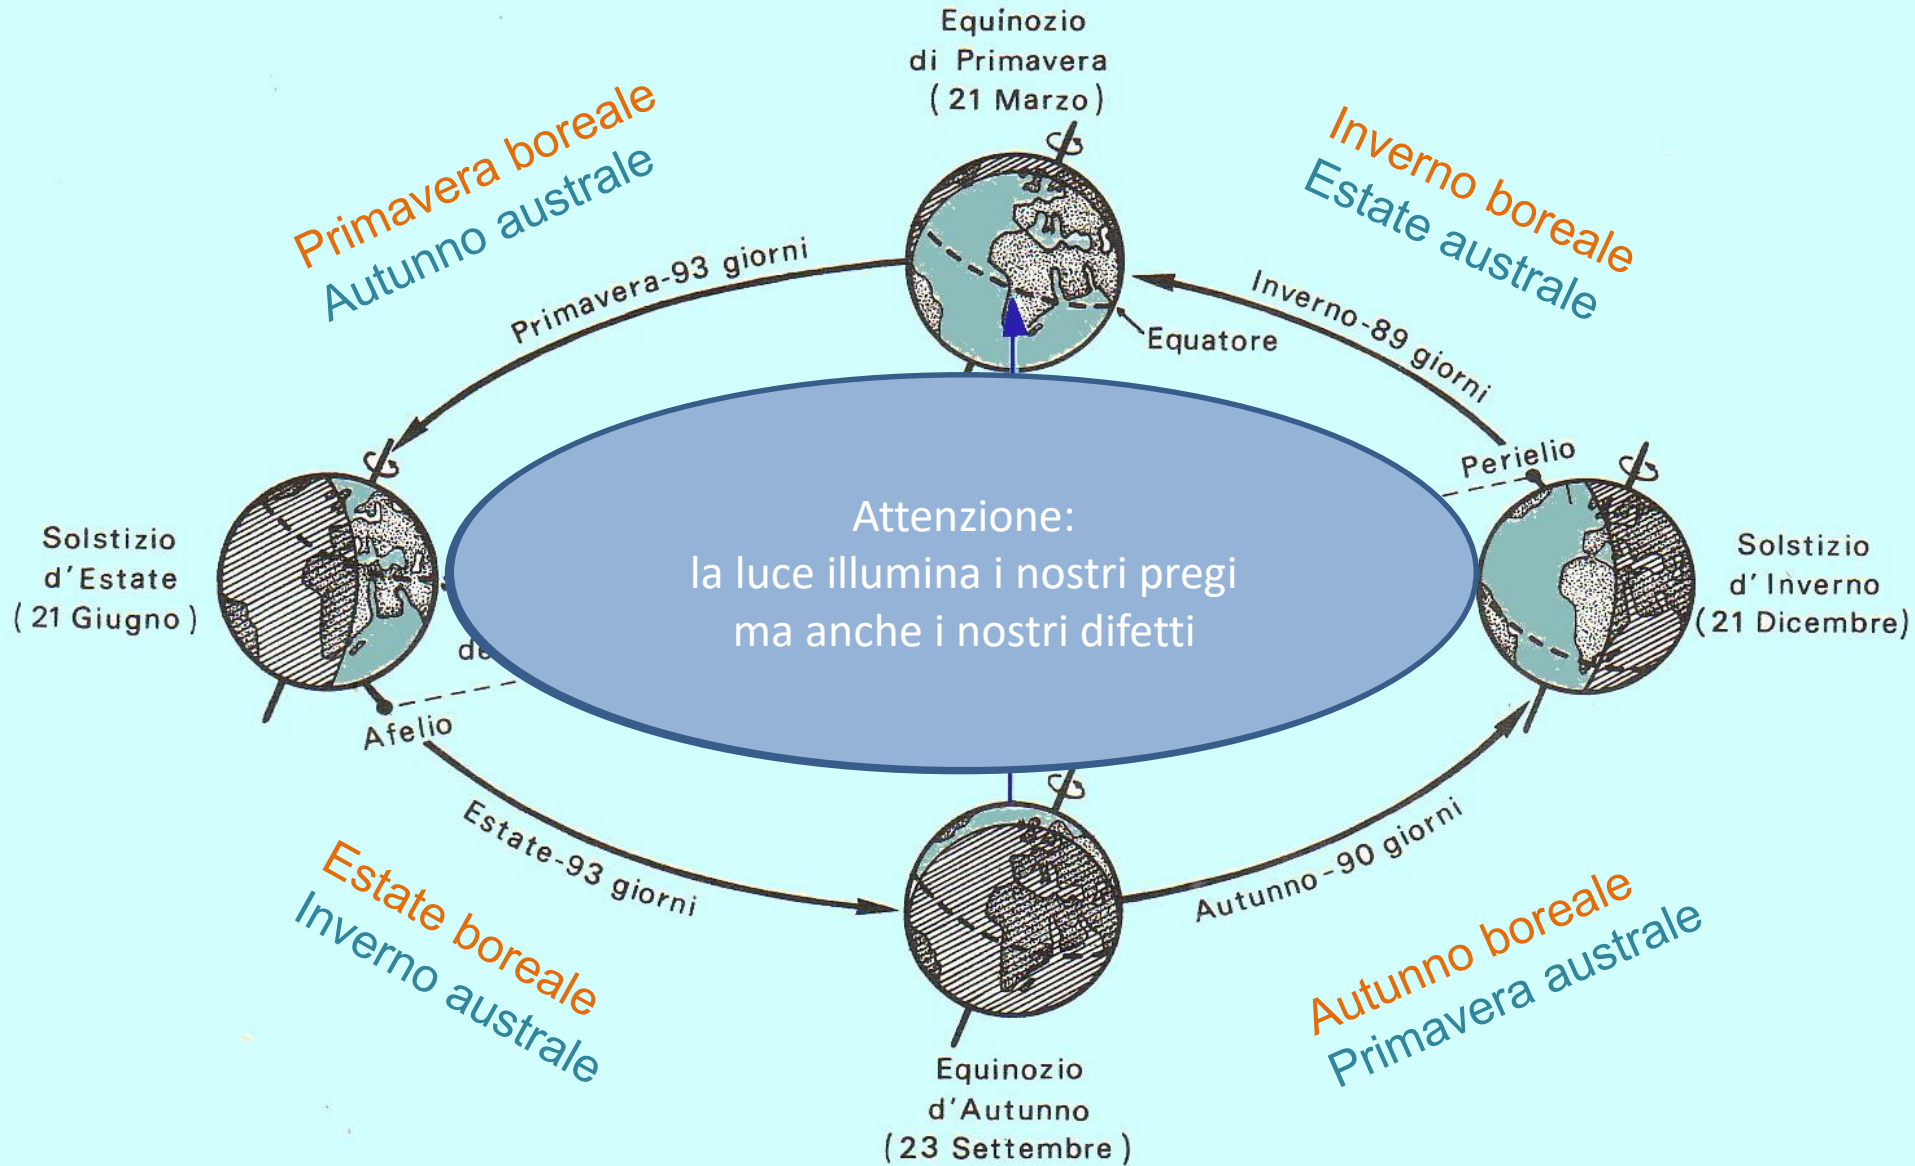 Equinozio
di Primavera
(21 Marzo)
Primavera boreale
Autunno australe
Inverno boreale
Estate australe
Primavera-93 giorni
Inverno-89 giorni
Equatore
Perielio
Solstizio
d'Estate
(21 Giugno)
Attenzione:
la luce illumina i nostri pregi
ma anche i nostri difetti
Solstizio
d'Inverno
(21 Dicembre)
Afelio
Estate-93 giorni
Autunno-90 giorni
Estate boreale
Inverno australe
Autunno boreale
Primavera australe
Equinozio
d'Autunno
(23 Settembre)